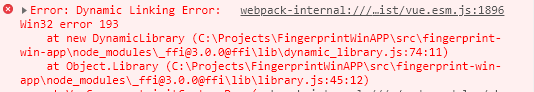 ▶Error: Dynamic Linking Error: webpack-internal:///…ist/vue.esm.js:1896
Win32 error 193
at new DynamicLibrary (C:\Projects\FingerprintWinAPP\src\fingerprint-
win-app\node_modules\_ffi@3.0.0@ffi\lib\dynamic_library.js:74:11)
at Object.Library (C:\Projects\FingerprintWinAPP\src\fingerprint-win-
app\node_modules\_ffi@3.0.0@ffi\lib\library.js:45:12)